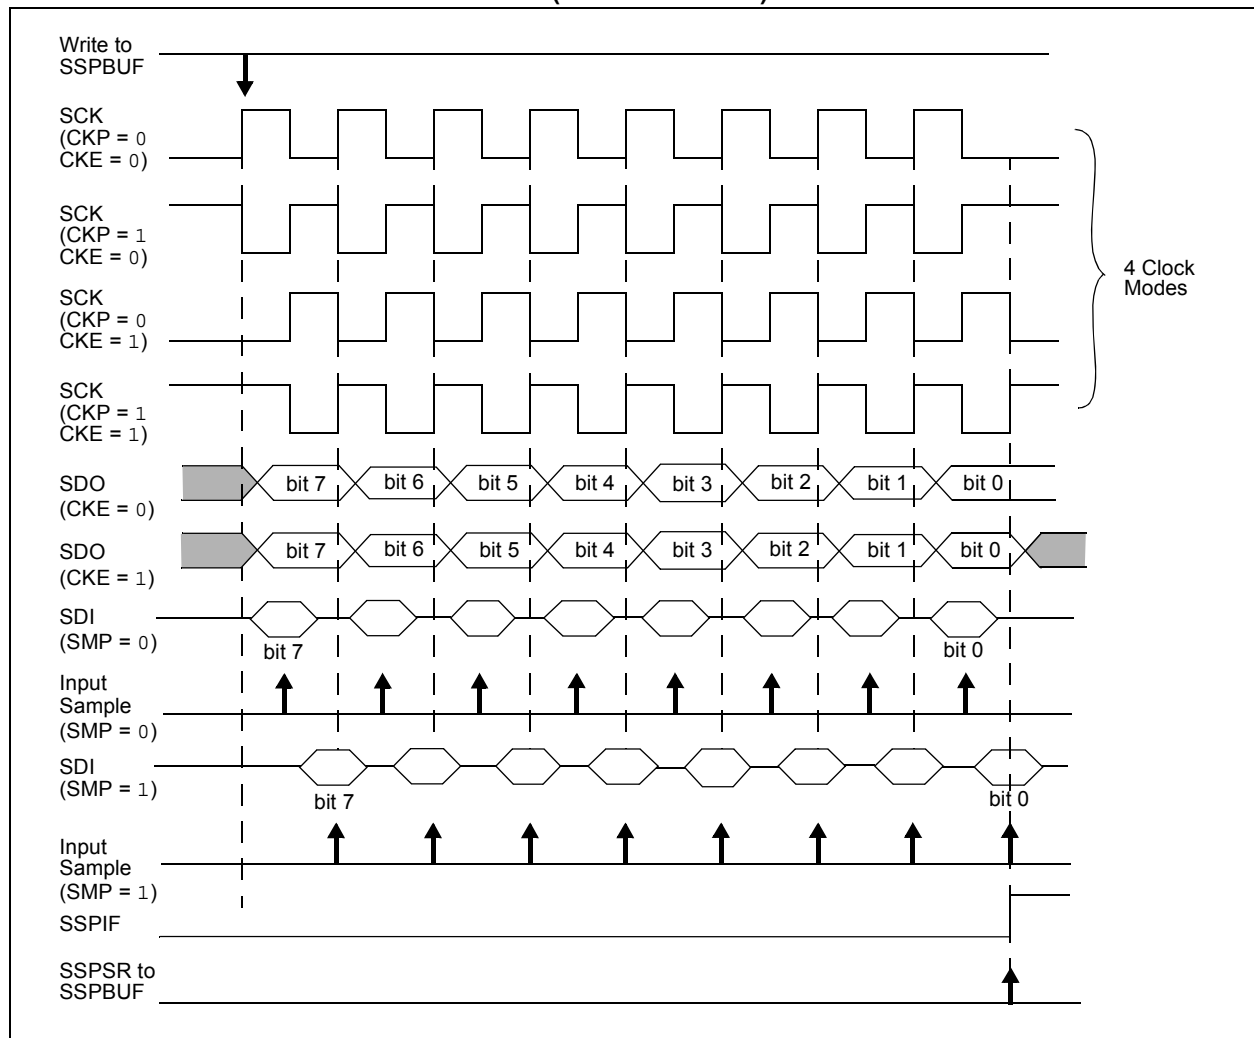 Write to
SSPBUF
SCK
(CKP = 0
CKE = 0)
SCK
(CKP = 1
CKE = 0)
4 Clock
Modes
SCK
(CKP = 0
CKE = 1)
SCK
(CKP = 1
CKE = 1)
SDO
(CKE = 0)
bit 7 bit 6 bit 5 bit 4 bit 3 bit 2 bit 1 bit 0
SDO
(CKE = 1)
bit 7 bit 6 bit 5 bit 4 bit 3 bit 2 bit 1 bit 0
SDI
(SMP = 0)
bit 7 bit 0
Input
Sample
(SMP = 0)
SDI
(SMP = 1)
bit 7 bit 0
Input
Sample
(SMP = 1)
SSPIF
SSPSR to
SSPBUF